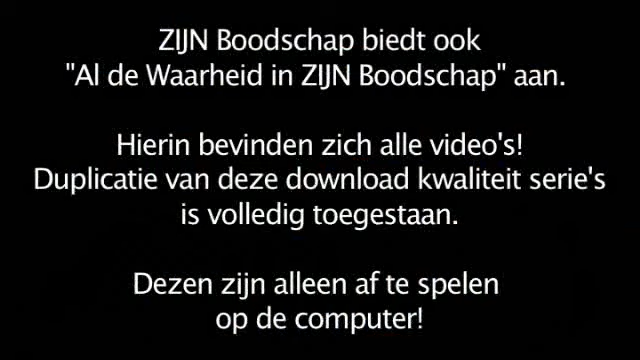 ZIJN Boodschap biedt ook
"Al de Waarheid in ZIJN Boodschap" aan.
Hierin bevinden zich alle video's!
Duplicatie van deze download kwaliteit serie's
is volledig toegestaan.
Dezen zijn alleen af te spelen
op de computer!